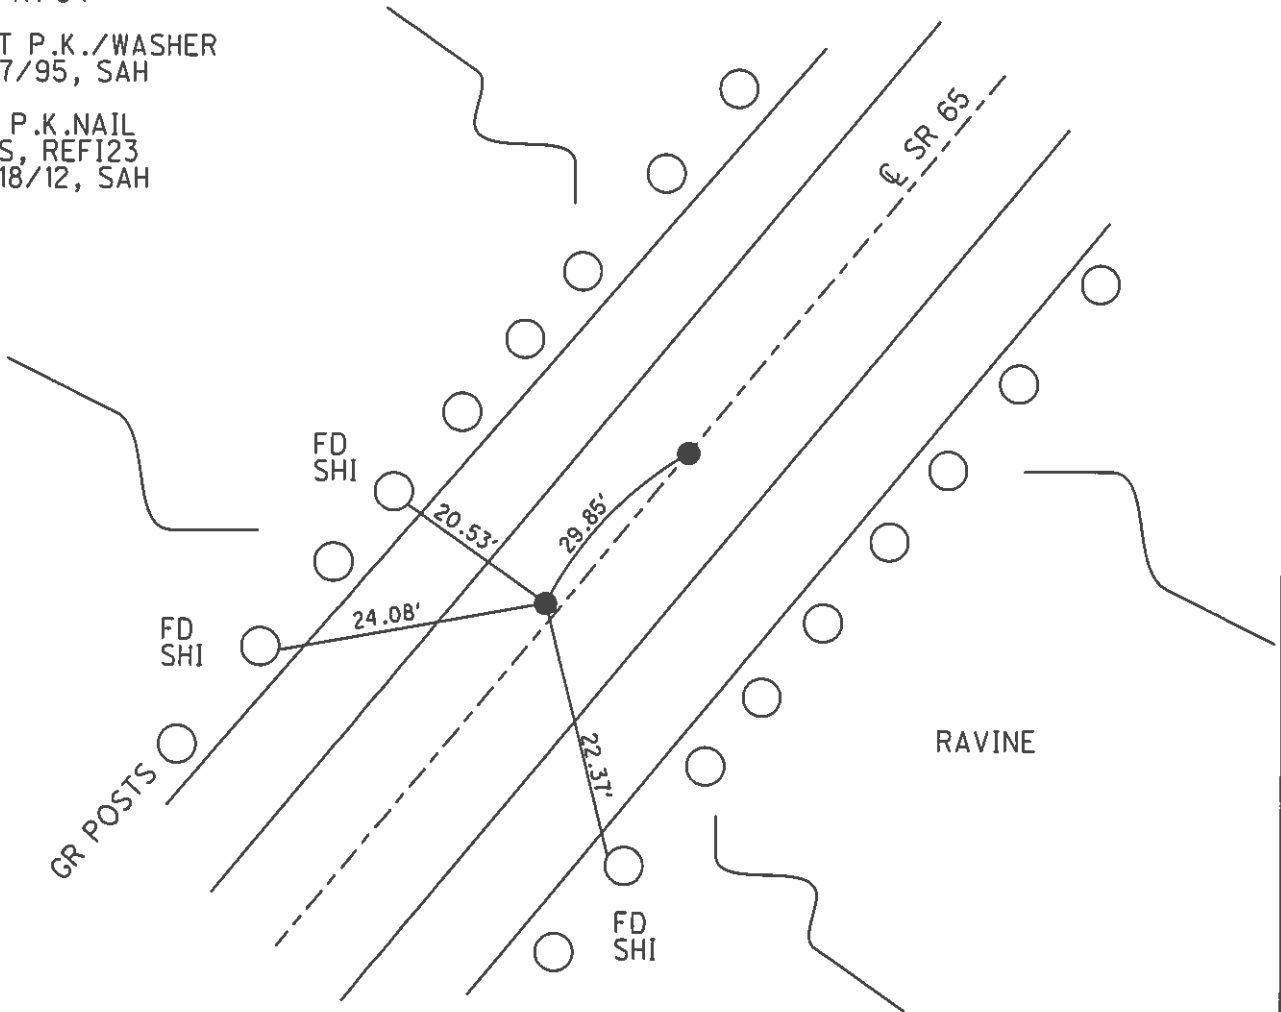 T P.K./WASHER
7/95, SAH
P.K.NAIL
S, REFI23
18/12, SAH
℄ SR 65
FD
SHI
20.53'
29.85'
24.08'
FD
SHI
22.37'
RAVINE
GR POSTS
FD
SHI